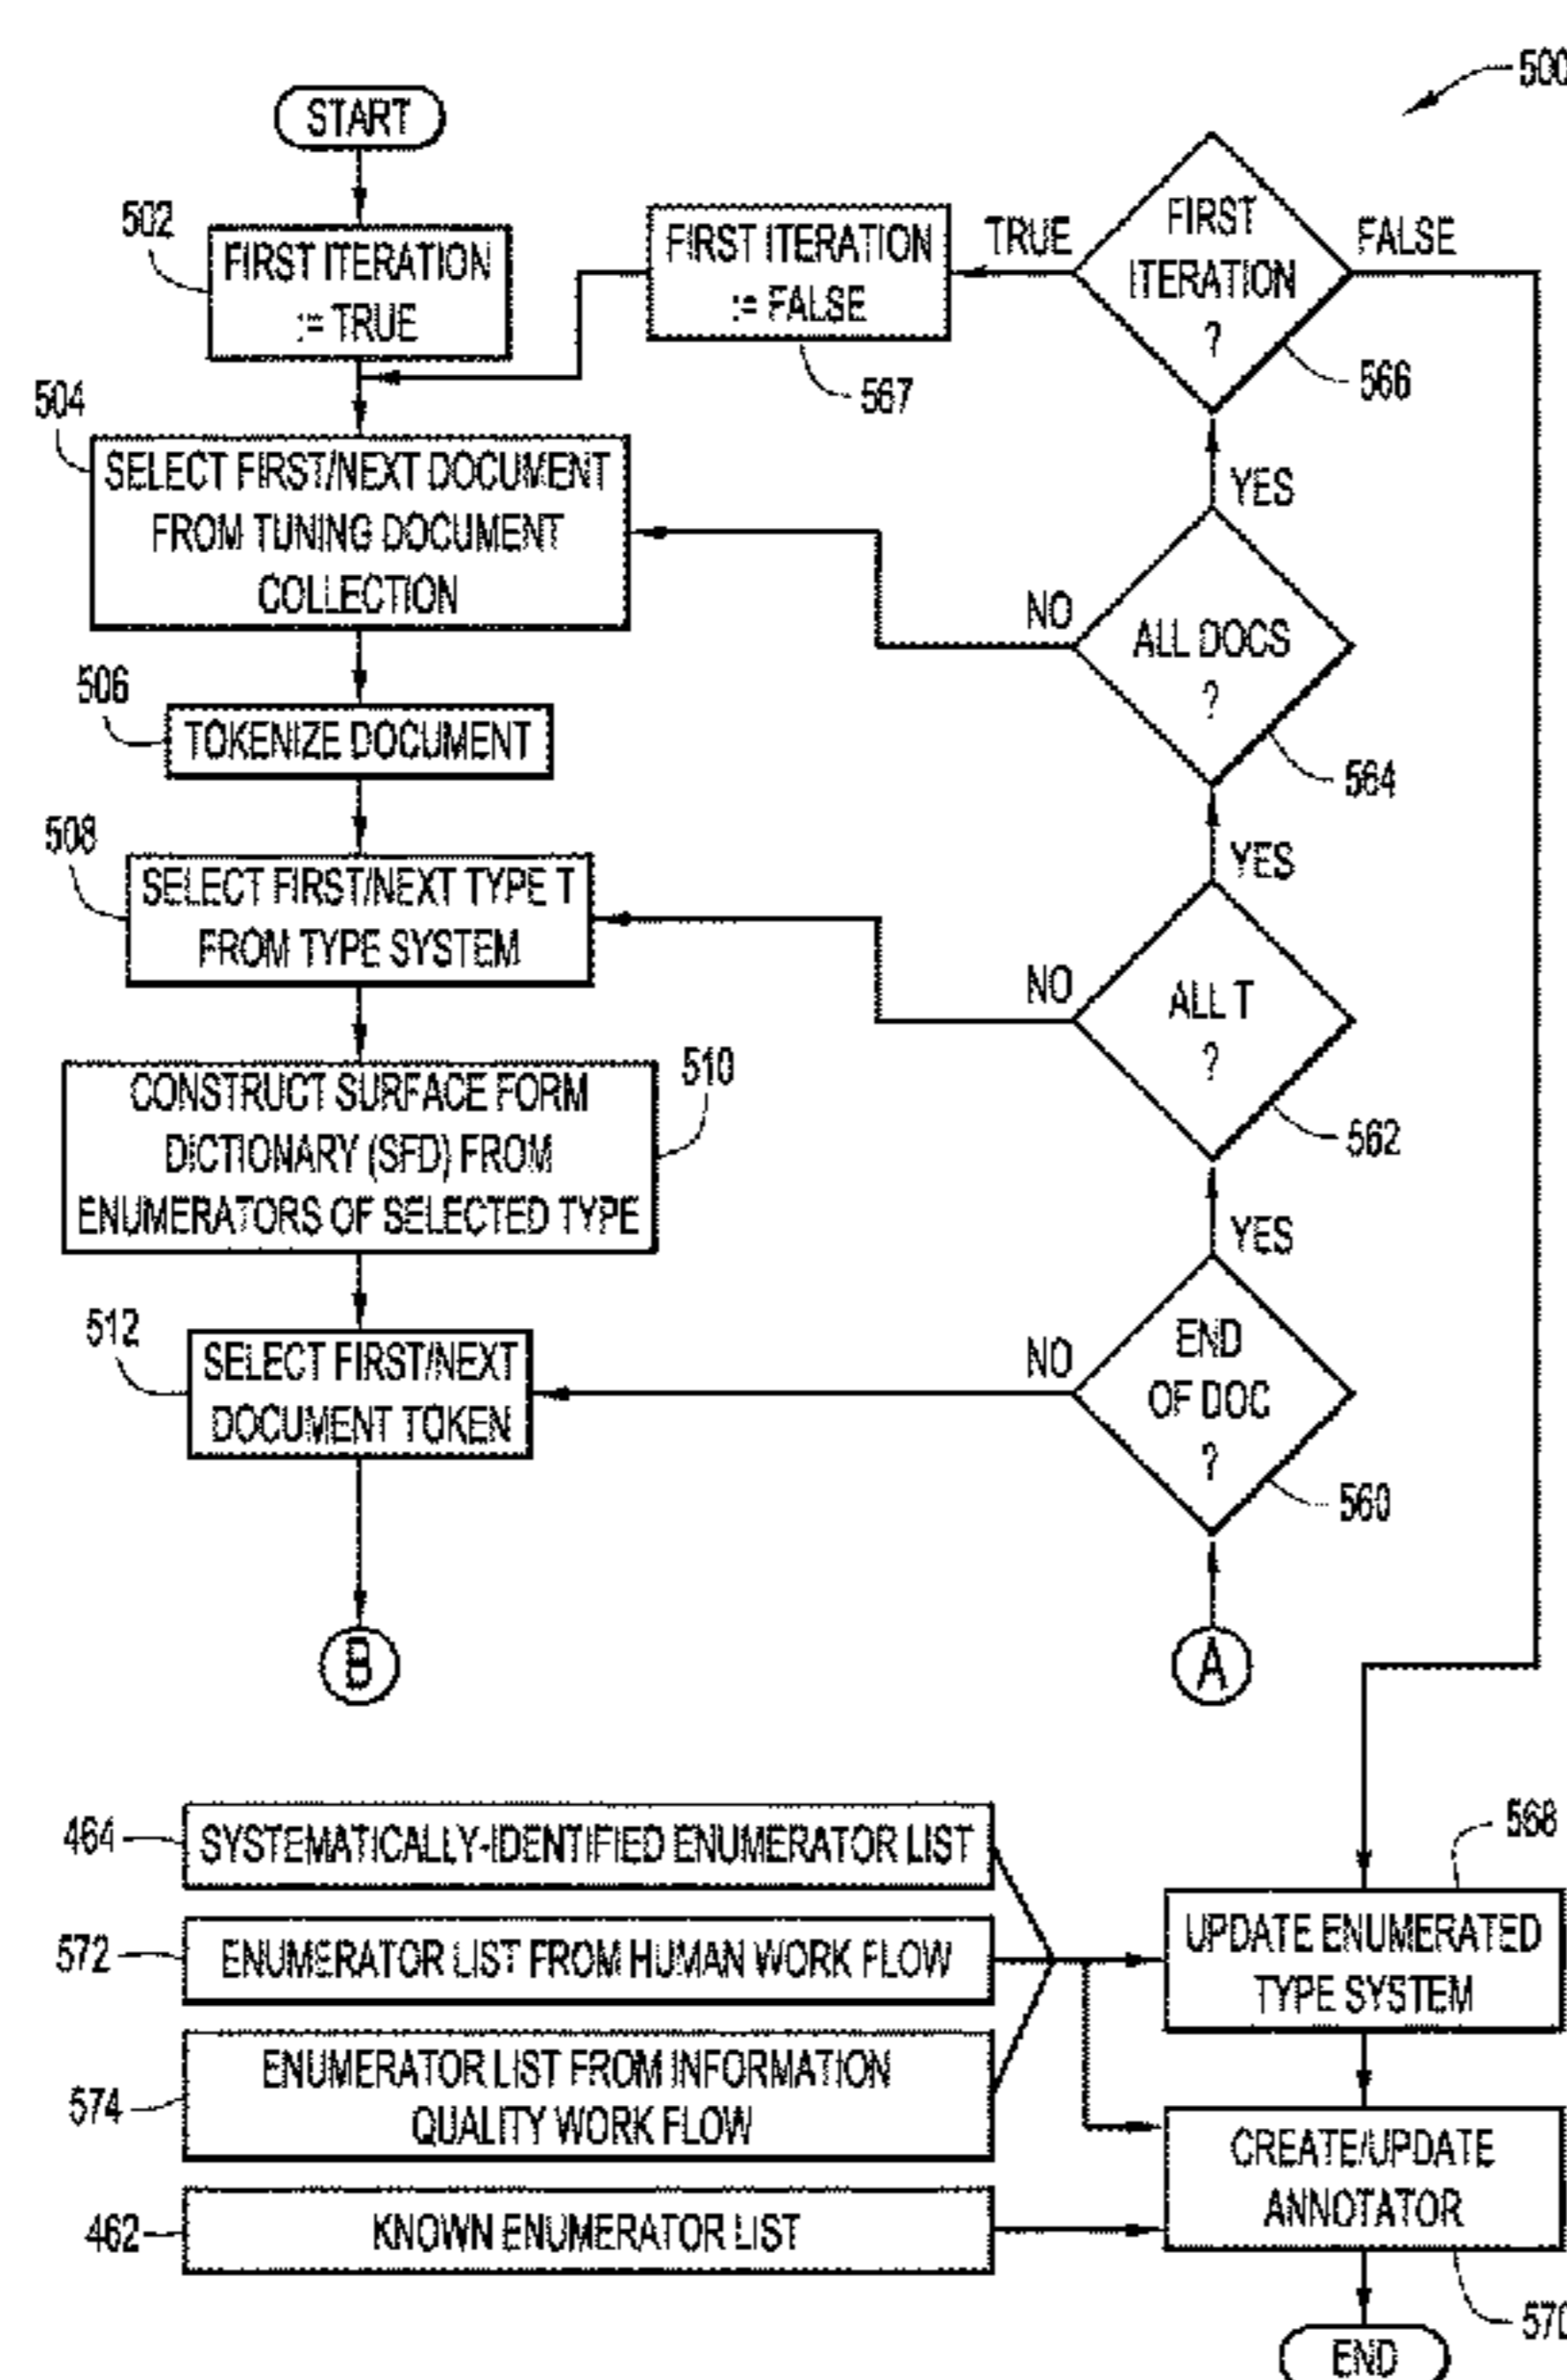 500
START
502
FIRST ITERATION
:= TRUE
FIRST ITERATION
:= FALSE
567
TRUE
FIRST
ITERATION
?
FALSE
566
504
SELECT FIRST/NEXT DOCUMENT
FROM TUNING DOCUMENT
COLLECTION
YES
NO
ALL DOCS
?
564
506
TOKENIZE DOCUMENT
508
SELECT FIRST/NEXT TYPE T
FROM TYPE SYSTEM
YES
NO
ALL T
?
562
510
CONSTRUCT SURFACE FORM
DICTIONARY (SFD) FROM
ENUMERATORS OF SELECTED TYPE
YES
512
SELECT FIRST/NEXT
DOCUMENT TOKEN
NO
END
OF DOC
?
560
B
A
464
SYSTEMATICALLY-IDENTIFIED ENUMERATOR LIST
572
ENUMERATOR LIST FROM HUMAN WORK FLOW
574
ENUMERATOR LIST FROM INFORMATION
QUALITY WORK FLOW
462
KNOWN ENUMERATOR LIST
568
UPDATE ENUMERATED
TYPE SYSTEM
CREATE/UPDATE
ANNOTATOR
570
END